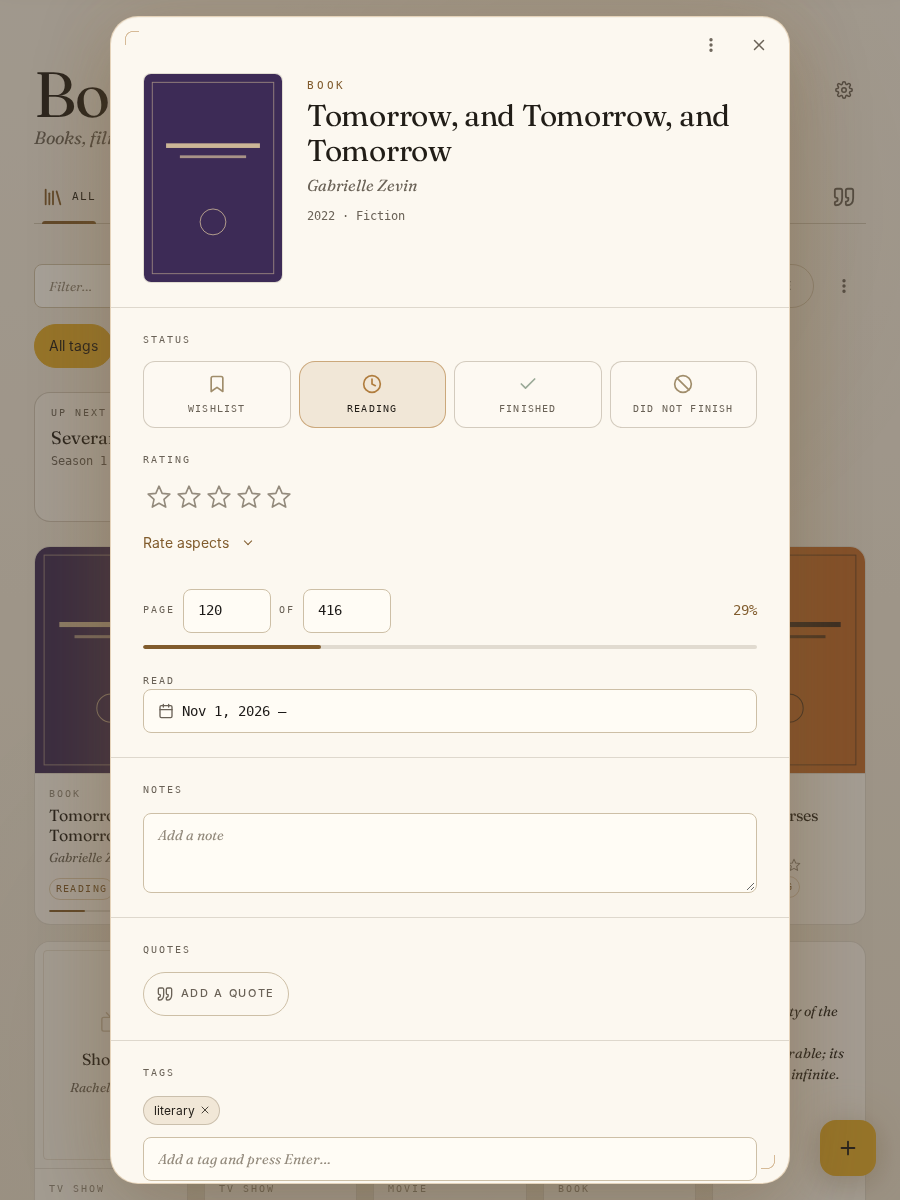 Bo
Books, fil
ALL
Filter...
All tags
UP NEXT
Severa
Season 1
BOOK
Tomorro
Tomorro
Gabrielle Z
READING
Sho
Rachel
TV SHOW
TV SHOW
MOVIE
BOOK
rses
ty of the
rable; its
infinite.
BOOK
Tomorrow, and Tomorrow, and
Tomorrow
Gabrielle Zevin
2022 · Fiction
STATUS
WISHLIST
READING
FINISHED
DID NOT FINISH
RATING
Rate aspects
PAGE 120 OF 416 29%
READ
Nov 1, 2026 —
NOTES
Add a note
QUOTES
ADD A QUOTE
TAGS
literary
Add a tag and press Enter...